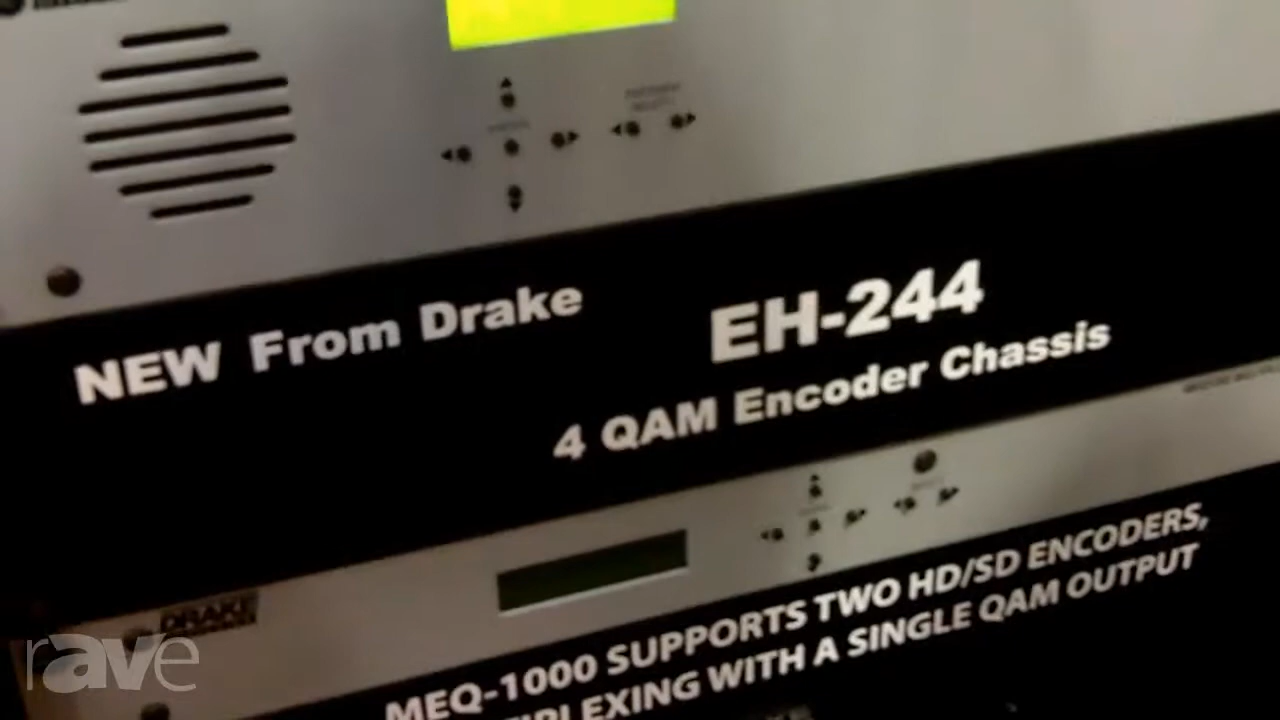 NEW From Drake
EH-244
4 QAM Encoder Chassis
DRAKE
MEQ-1000 SUPPORTS TWO HD/SD ENCODERS,
WITH A SINGLE QAM OUTPUT
rave